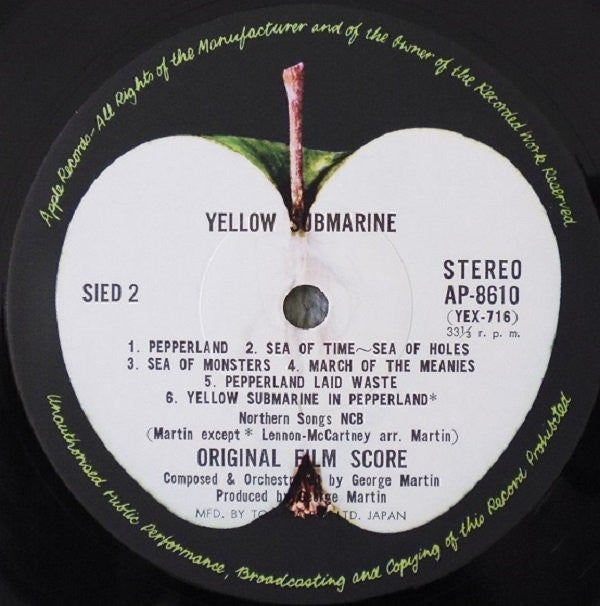 Apple Records-All Rights of the Manufacturer and of the Owner of the Recorded Work Reserved
YELLOW SUBMARINE
SIED 2
STEREO
AP-8610
(YEX-716)
33⅓ r. p. m.
1. PEPPERLAND 2. SEA OF TIME~SEA OF HOLES
3. SEA OF MONSTERS 4. MARCH OF THE MEANIES
5. PEPPERLAND LAID WASTE
6. YELLOW SUBMARINE IN PEPPERLAND*
Northern Songs NCB
(Martin except * Lennon-McCartney arr. Martin)
ORIGINAL FILM SCORE
Composed & Orchestrated by George Martin
Produced by George Martin
MFD. BY LTD. JAPAN
Unauthorised Public Performance, Broadcasting and Copying of this Record Prohibited